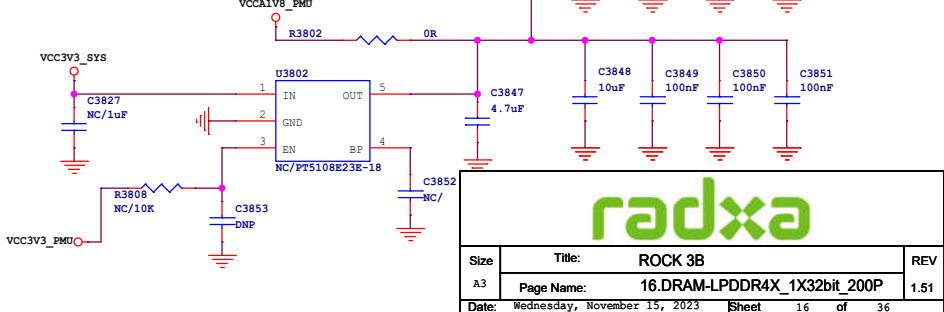 VCCA1V8_PMU
R3802 0R
VCC3V3_SYS
U3802
C3827
NC/1uF
1 IN OUT 5
2 GND
3 EN BP 4
NC/PT5108E23E-18
C3847
4.7uF
C3848
10uF
C3849
100nF
C3850
100nF
C3851
100nF
R3808
NC/10K
C3853
DNP
C3852
NC/
VCC3V3_PMU
radxa
Size Title: ROCK 3B REV
A3 Page Name: 16.DRAM-LPDDR4X_1X32bit_200P 1.51
Date: Wednesday, November 15, 2023 Sheet 16 of 36